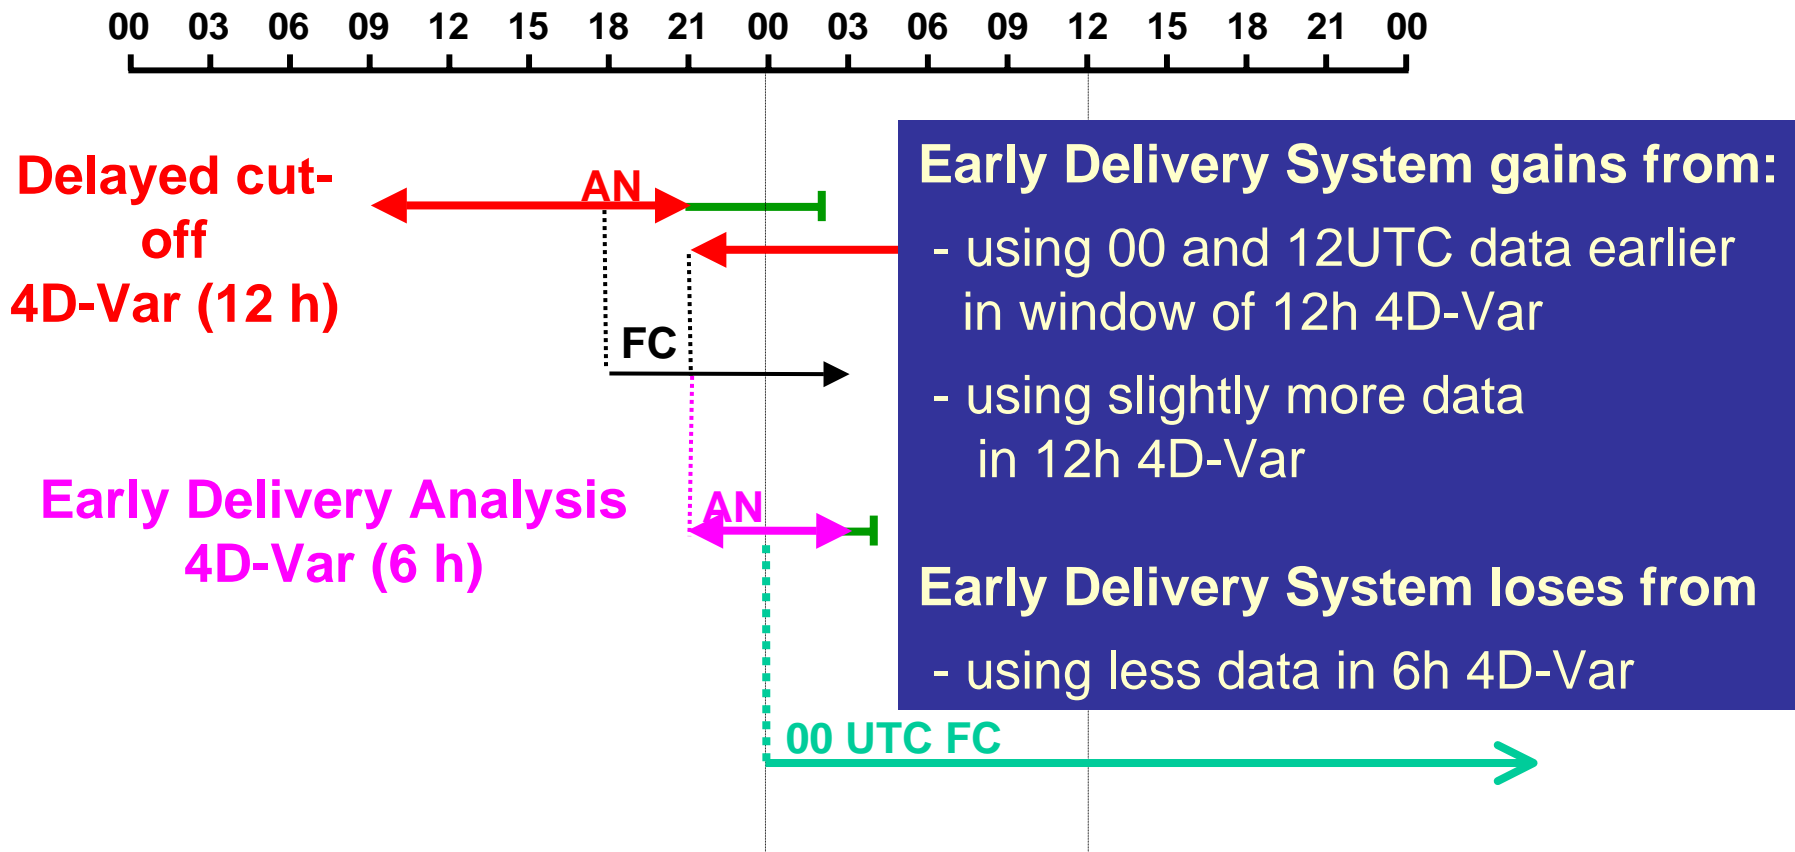 00 03 06 09 12 15 18 21 00 03 06 09 12 15 18 21 00
Delayed cut-
off
4D-Var (12 h)
AN
FC
Early Delivery Analysis
4D-Var (6 h)
AN
00 UTC FC
Early Delivery System gains from:
- using 00 and 12UTC data earlier
in window of 12h 4D-Var
- using slightly more data
in 12h 4D-Var
Early Delivery System loses from
- using less data in 6h 4D-Var